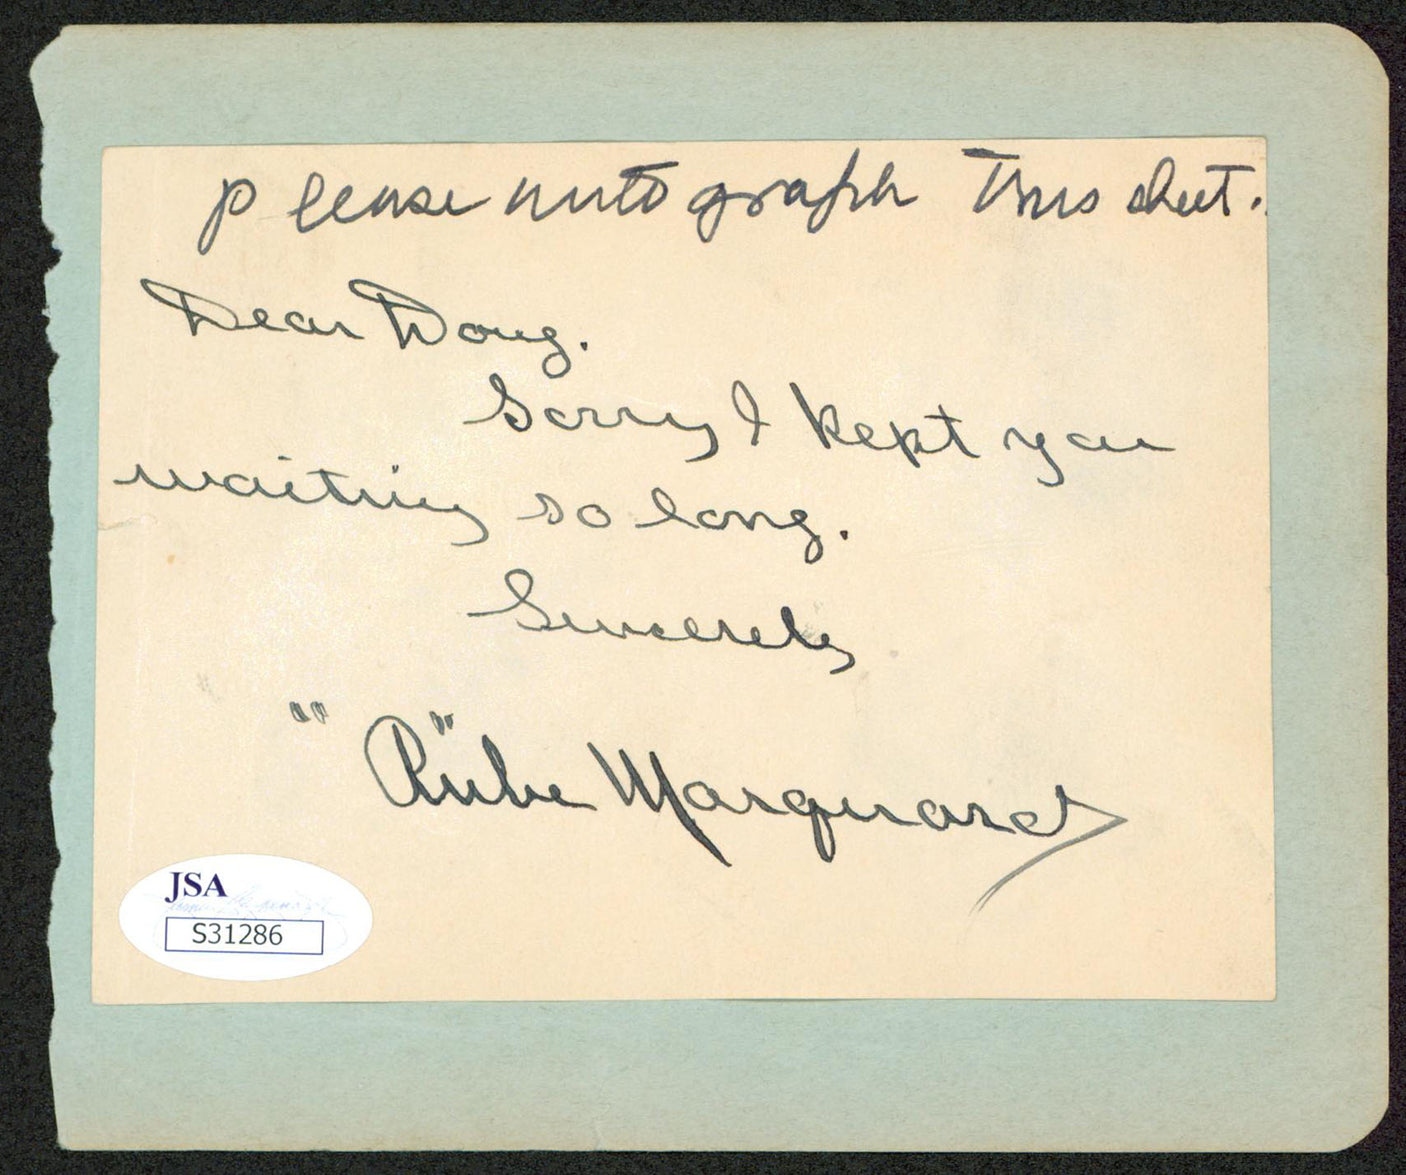 please autograph this sheet.
Dear Doug.
Sorry I kept you
waiting so long.
Sincerely
"Rube" Marquard
JSA
S31286